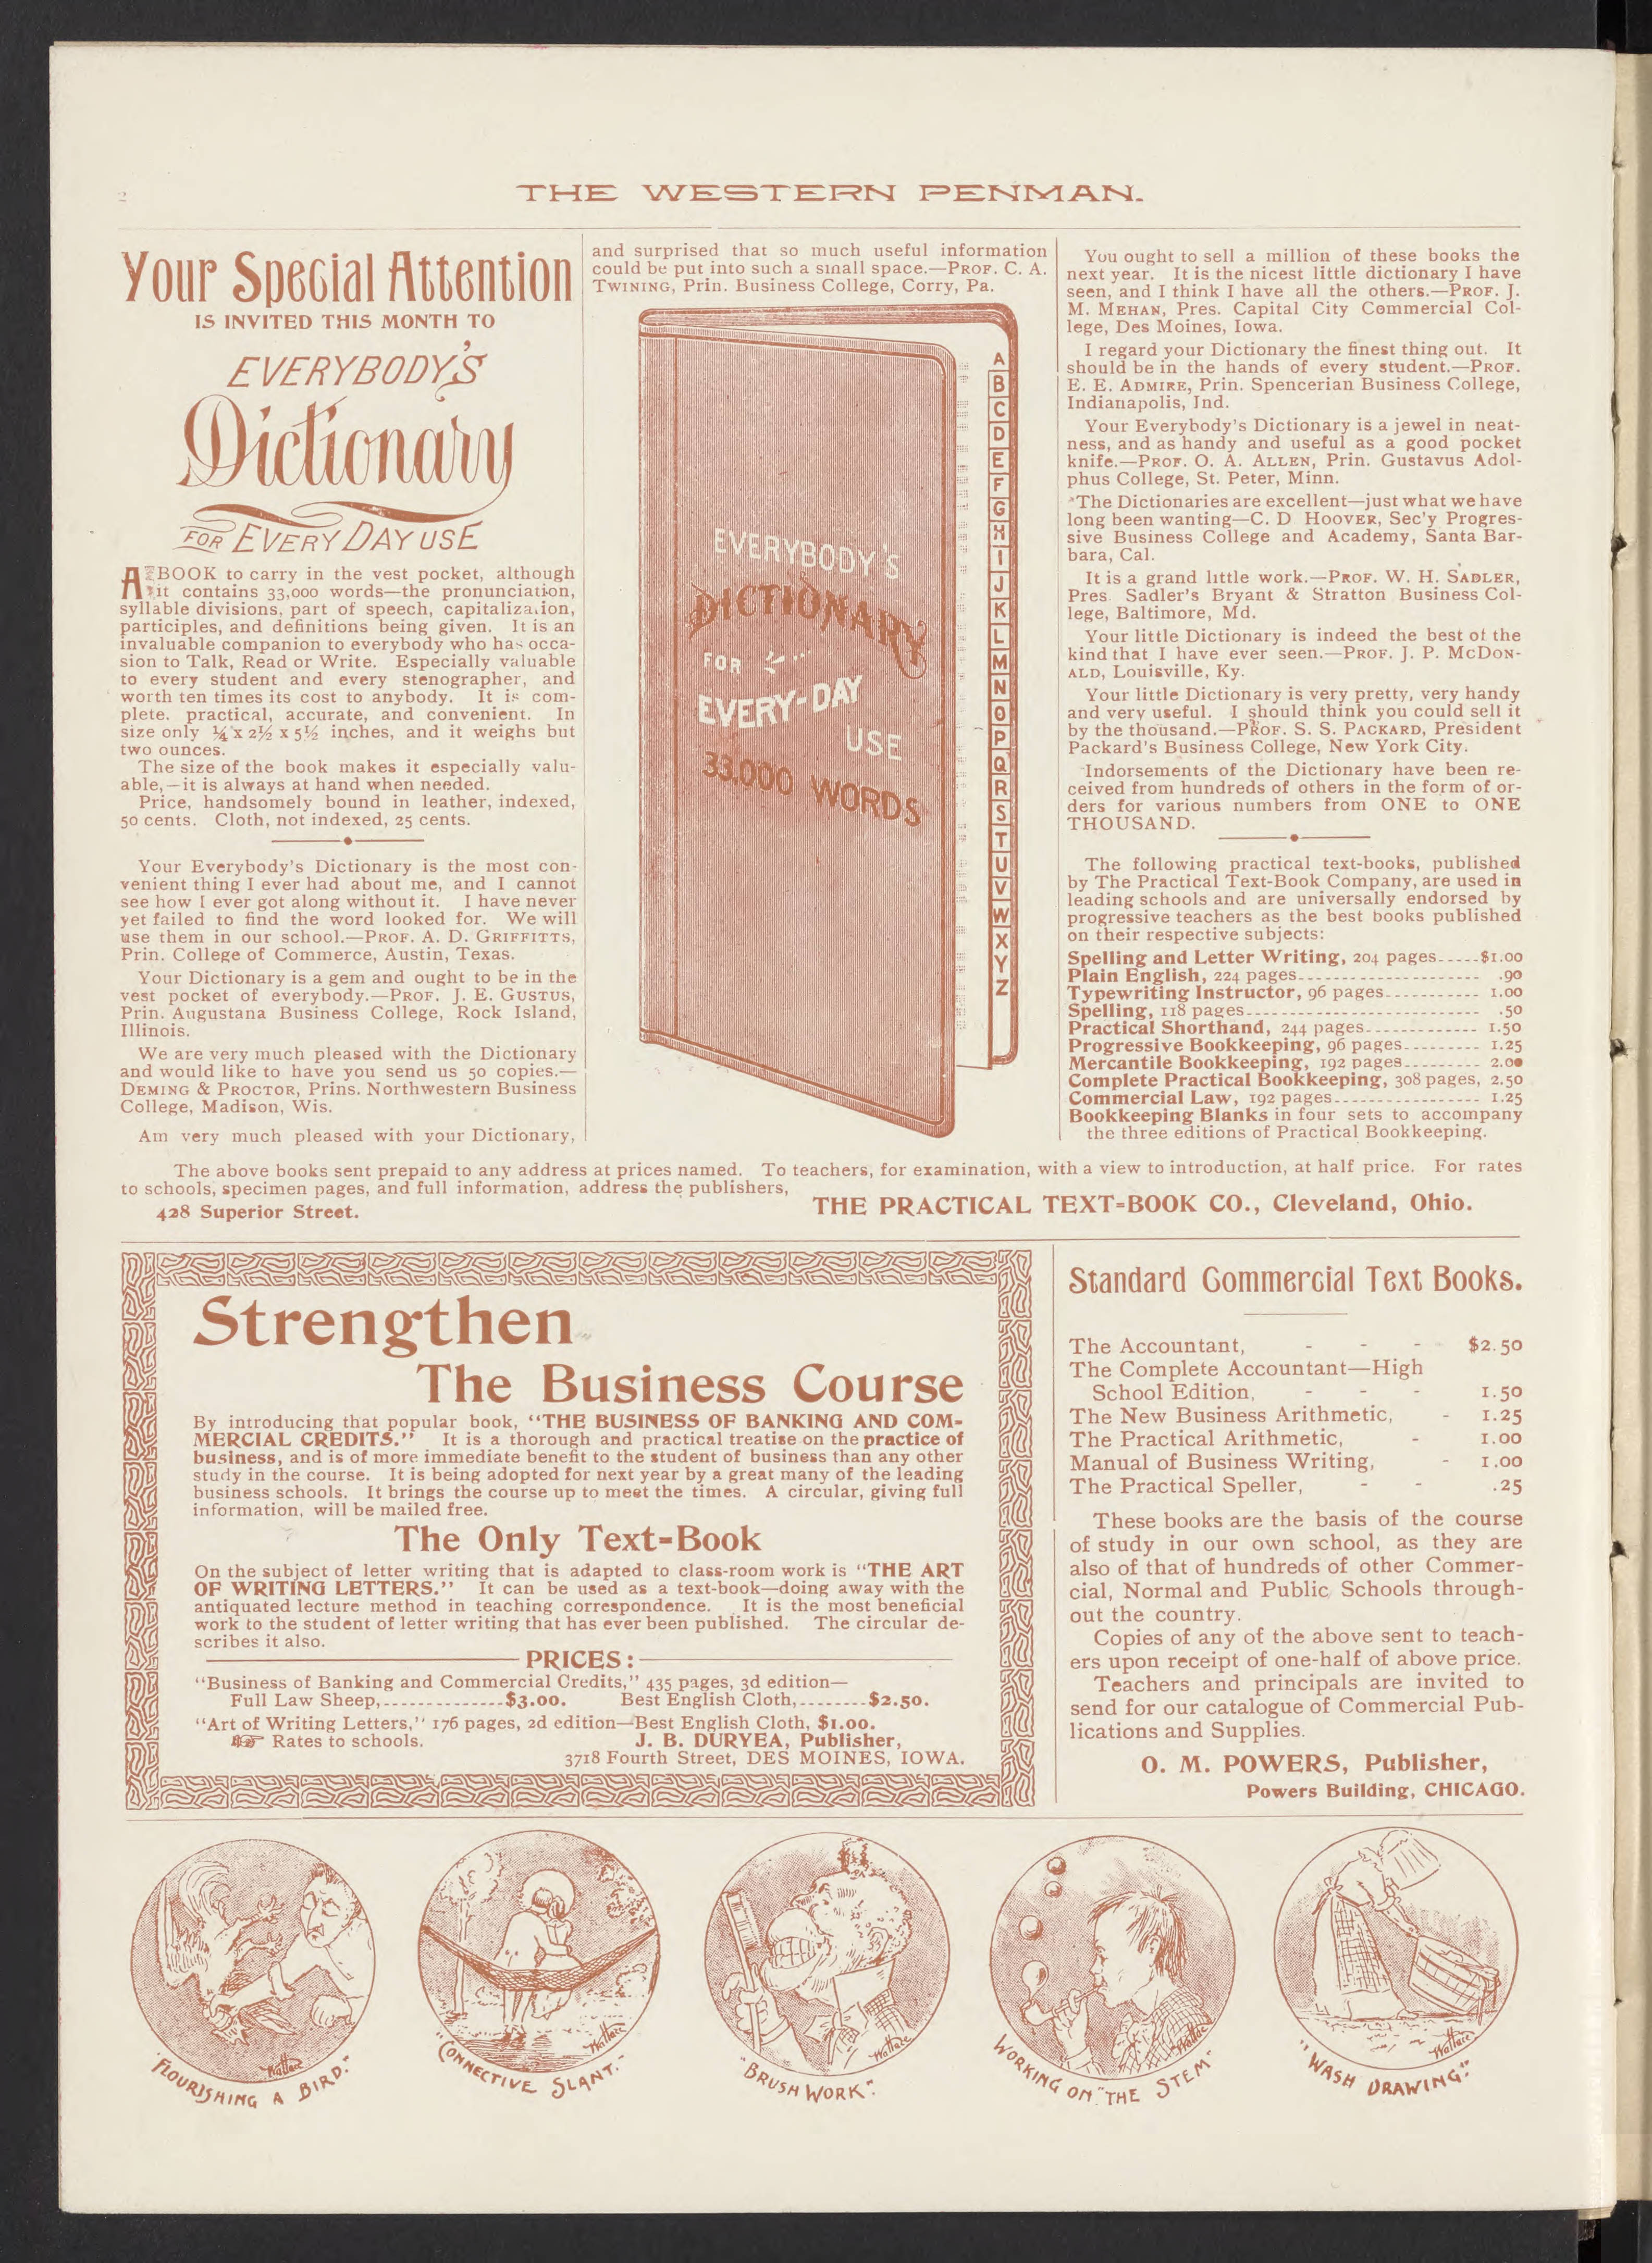 2
THE WESTERN PENMAN.
Your Special Attention
IS INVITED THIS MONTH TO
EVERYBODY'S
Dictionary
FOR EVERY DAY USE
A BOOK to carry in the vest pocket, although
it contains 33,000 words—the pronunciation,
syllable divisions, part of speech, capitalization,
participles, and definitions being given. It is an
invaluable companion to everybody who has occa-
sion to Talk, Read or Write. Especially valuable
to every student and every stenographer, and
worth ten times its cost to anybody. It is com-
plete. practical, accurate, and convenient. In
size only ¼ x 2½ x 5½ inches, and it weighs but
two ounces.
The size of the book makes it especially valu-
able,—it is always at hand when needed.
Price, handsomely bound in leather, indexed,
50 cents. Cloth, not indexed, 25 cents.
Your Everybody's Dictionary is the most con-
venient thing I ever had about me, and I cannot
see how I ever got along without it. I have never
yet failed to find the word looked for. We will
use them in our school.—PROF. A. D. GRIFFITTS,
Prin. College of Commerce, Austin, Texas.
Your Dictionary is a gem and ought to be in the
vest pocket of everybody.—PROF. J. E. GUSTUS,
Prin. Augustana Business College, Rock Island,
Illinois.
We are very much pleased with the Dictionary
and would like to have you send us 50 copies.—
DEMING & PROCTOR, Prins. Northwestern Business
College, Madison, Wis.
Am very much pleased with your Dictionary,
and surprised that so much useful information
could be put into such a small space.—PROF. C. A.
TWINING, Prin. Business College, Corry, Pa.
EVERYBODY'S
DICTIONARY
FOR
EVERY-DAY
USE
33,000 WORDS
A
B
C
D
E
F
G
H
I
J
K
L
M
N
O
P
Q
R
S
T
U
V
W
X
Y
Z
You ought to sell a million of these books the
next year. It is the nicest little dictionary I have
seen, and I think I have all the others.—PROF. J.
M. MEHAN, Pres. Capital City Commercial Col-
lege, Des Moines, Iowa.
I regard your Dictionary the finest thing out. It
should be in the hands of every student.—PROF.
E. E. ADMIRE, Prin. Spencerian Business College,
Indianapolis, Ind.
Your Everybody's Dictionary is a jewel in neat-
ness, and as handy and useful as a good pocket
knife.—PROF. O. A. ALLEN, Prin. Gustavus Adol-
phus College, St. Peter, Minn.
The Dictionaries are excellent—just what we have
long been wanting—C. D HOOVER, Sec'y Progres-
sive Business College and Academy, Santa Bar-
bara, Cal.
It is a grand little work.—PROF. W. H. SADLER,
Pres. Sadler's Bryant & Stratton Business Col-
lege, Baltimore, Md.
Your little Dictionary is indeed the best of the
kind that I have ever seen.—PROF. J. P. MCDON-
ALD, Louisville, Ky.
Your little Dictionary is very pretty, very handy
and very useful. I should think you could sell it
by the thousand.—PROF. S. S. PACKARD, President
Packard's Business College, New York City.
Indorsements of the Dictionary have been re-
ceived from hundreds of others in the form of or-
ders for various numbers from ONE to ONE
THOUSAND.
The following practical text-books, published
by The Practical Text-Book Company, are used in
leading schools and are universally endorsed by
progressive teachers as the best books published
on their respective subjects:
Spelling and Letter Writing, 204 pages-----$1.00
Plain English, 224 pages---------------------- .90
Typewriting Instructor, 96 pages----------- 1.00
Spelling, 118 pages---------------------------- .50
Practical Shorthand, 244 pages------------- 1.50
Progressive Bookkeeping, 96 pages--------- 1.25
Mercantile Bookkeeping, 192 pages--------- 2.00
Complete Practical Bookkeeping, 308 pages, 2.50
Commercial Law, 192 pages----------------- 1.25
Bookkeeping Blanks in four sets to accompany
the three editions of Practical Bookkeeping.
The above books sent prepaid to any address at prices named. To teachers, for examination, with a view to introduction, at half price. For rates
to schools, specimen pages, and full information, address the publishers,
428 Superior Street.
THE PRACTICAL TEXT=BOOK CO., Cleveland, Ohio.
Strengthen
The Business Course
By introducing that popular book, "THE BUSINESS OF BANKING AND COM-
MERCIAL CREDITS." It is a thorough and practical treatise on the practice of
business, and is of more immediate benefit to the student of business than any other
study in the course. It is being adopted for next year by a great many of the leading
business schools. It brings the course up to meet the times. A circular, giving full
information, will be mailed free.
The Only Text-Book
On the subject of letter writing that is adapted to class-room work is "THE ART
OF WRITING LETTERS." It can be used as a text-book—doing away with the
antiquated lecture method in teaching correspondence. It is the most beneficial
work to the student of letter writing that has ever been published. The circular de-
scribes it also.
PRICES:
"Business of Banking and Commercial Credits," 435 pages, 3d edition—
Full Law Sheep,--------------$3.00. Best English Cloth,--------$2.50.
"Art of Writing Letters," 176 pages, 2d edition—Best English Cloth, $1.00.
☞ Rates to schools. J. B. DURYEA, Publisher,
3718 Fourth Street, DES MOINES, IOWA.
Standard Commercial Text Books.
The Accountant, - - - $2.50
The Complete Accountant—High
School Edition, - - - 1.50
The New Business Arithmetic, - 1.25
The Practical Arithmetic, - 1.00
Manual of Business Writing, - 1.00
The Practical Speller, - - .25
These books are the basis of the course
of study in our own school, as they are
also of that of hundreds of other Commer-
cial, Normal and Public Schools through-
out the country.
Copies of any of the above sent to teach-
ers upon receipt of one-half of above price.
Teachers and principals are invited to
send for our catalogue of Commercial Pub-
lications and Supplies.
O. M. POWERS, Publisher,
Powers Building, CHICAGO.
Wallace
"FLOURISHING A BIRD."
Wallace
"CONNECTIVE SLANT."
Wallace
"BRUSH WORK".
Wallace
WORKING ON "THE STEM"
Wallace
"WASH DRAWING."